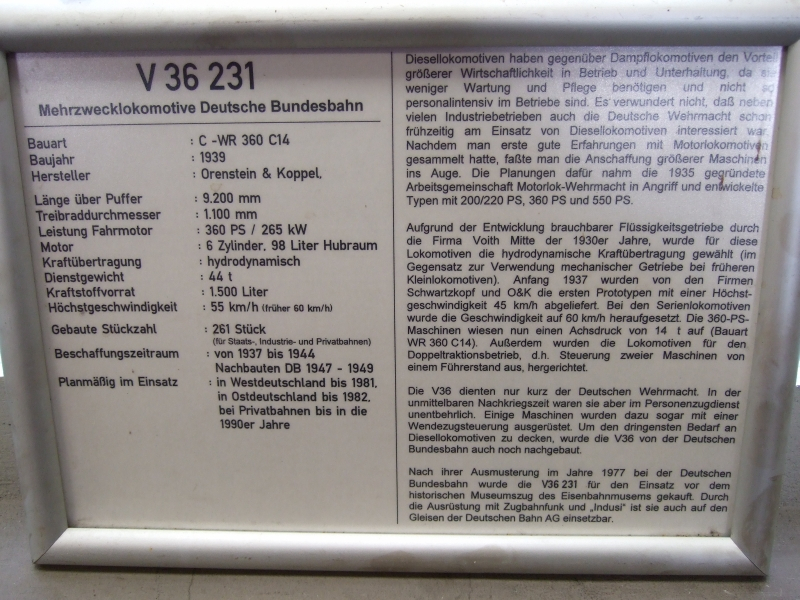 V 36 231
Mehrzwecklokomotive Deutsche Bundesbahn
Bauart : C -WR 360 C14
Baujahr : 1939
Hersteller : Orenstein & Koppel,
Länge über Puffer : 9.200 mm
Treibraddurchmesser : 1.100 mm
Leistung Fahrmotor : 360 PS / 265 kW
Motor : 6 Zylinder, 98 Liter Hubraum
Kraftübertragung : hydrodynamisch
Dienstgewicht : 44 t
Kraftstoffvorrat : 1.500 Liter
Höchstgeschwindigkeit : 55 km/h (früher 60 km/h)
Gebaute Stückzahl : 261 Stück
(für Staats-, Industrie- und Privatbahnen)
Beschaffungszeitraum : von 1937 bis 1944
Nachbauten DB 1947 - 1949
Planmäßig im Einsatz : in Westdeutschland bis 1981,
in Ostdeutschland bis 1982,
bei Privatbahnen bis in die
1990er Jahre
Diesellokomotiven haben gegenüber Dampflokomotiven den Vorteil
größerer Wirtschaftlichkeit in Betrieb und Unterhaltung, da sie
weniger Wartung und Pflege benötigen und nicht so
personalintensiv im Betriebe sind. Es verwundert nicht, daß neben
vielen Industriebetrieben auch die Deutsche Wehrmacht schon
frühzeitig am Einsatz von Diesellokomotiven interessiert war.
Nachdem man erste gute Erfahrungen mit Motorlokomotiven
gesammelt hatte, faßte man die Anschaffung größerer Maschinen
ins Auge. Die Planungen dafür nahm die 1935 gegründete
Arbeitsgemeinschaft Motorlok-Wehrmacht in Angriff und entwickelte
Typen mit 200/220 PS, 360 PS und 550 PS.
Aufgrund der Entwicklung brauchbarer Flüssigkeitsgetriebe durch
die Firma Voith Mitte der 1930er Jahre, wurde für diese
Lokomotiven die hydrodynamische Kraftübertragung gewählt (im
Gegensatz zur Verwendung mechanischer Getriebe bei früheren
Kleinlokomotiven). Anfang 1937 wurden von den Firmen
Schwartzkopf und O&K die ersten Prototypen mit einer Höchst-
geschwindigkeit 45 km/h abgeliefert. Bei den Serienlokomotiven
wurde die Geschwindigkeit auf 60 km/h heraufgesetzt. Die 360-PS-
Maschinen wiesen nun einen Achsdruck von 14 t auf (Bauart
WR 360 C14). Außerdem wurden die Lokomotiven für den
Doppeltraktionsbetrieb, d.h. Steuerung zweier Maschinen von
einem Führerstand aus, hergerichtet.
Die V36 dienten nur kurz der Deutschen Wehrmacht. In der
unmittelbaren Nachkriegszeit waren sie aber im Personenzugdienst
unentbehrlich. Einige Maschinen wurden dazu sogar mit einer
Wendezugsteuerung ausgerüstet. Um den dringensten Bedarf an
Diesellokomotiven zu decken, wurde die V36 von der Deutschen
Bundesbahn auch noch nachgebaut.
Nach ihrer Ausmusterung im Jahre 1977 bei der Deutschen
Bundesbahn wurde die V36 231 für den Einsatz vor dem
historischen Museumszug des Eisenbahnmusems gekauft. Durch
die Ausrüstung mit Zugbahnfunk und „Indusi" ist sie auch auf den
Gleisen der Deutschen Bahn AG einsetzbar.